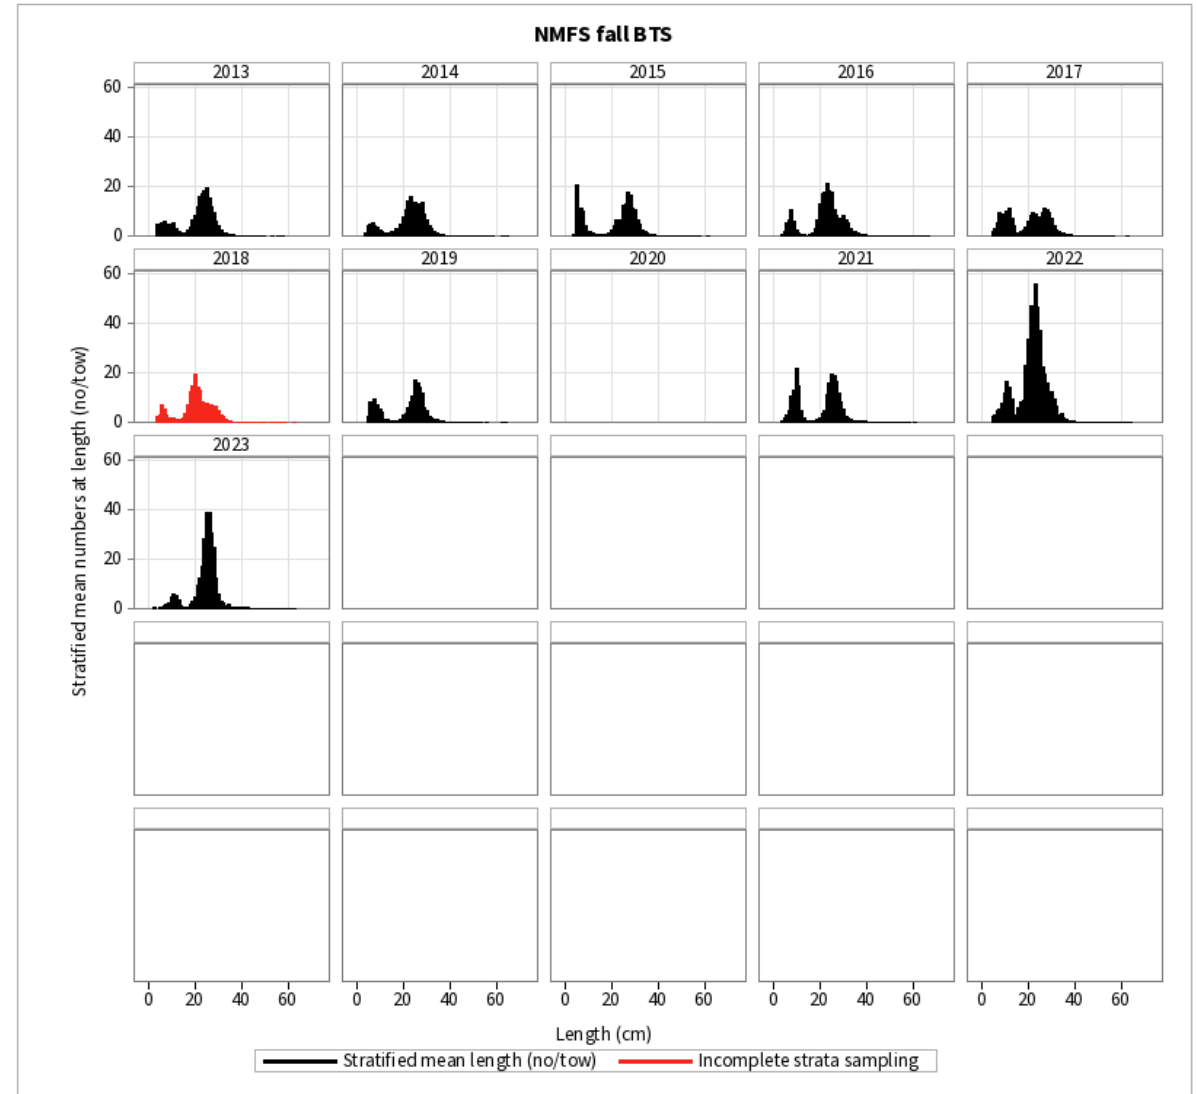 NMFS fall BTS
2013 2014 2015 2016 2017
60
40
20
0
2018 2019 2020 2021 2022
60
40
20
0
2023
60
40
20
0
Stratified mean numbers at length (no/tow)
0 20 40 60 0 20 40 60 0 20 40 60 0 20 40 60 0 20 40 60
Length (cm)
Stratified mean length (no/tow) Incomplete strata sampling